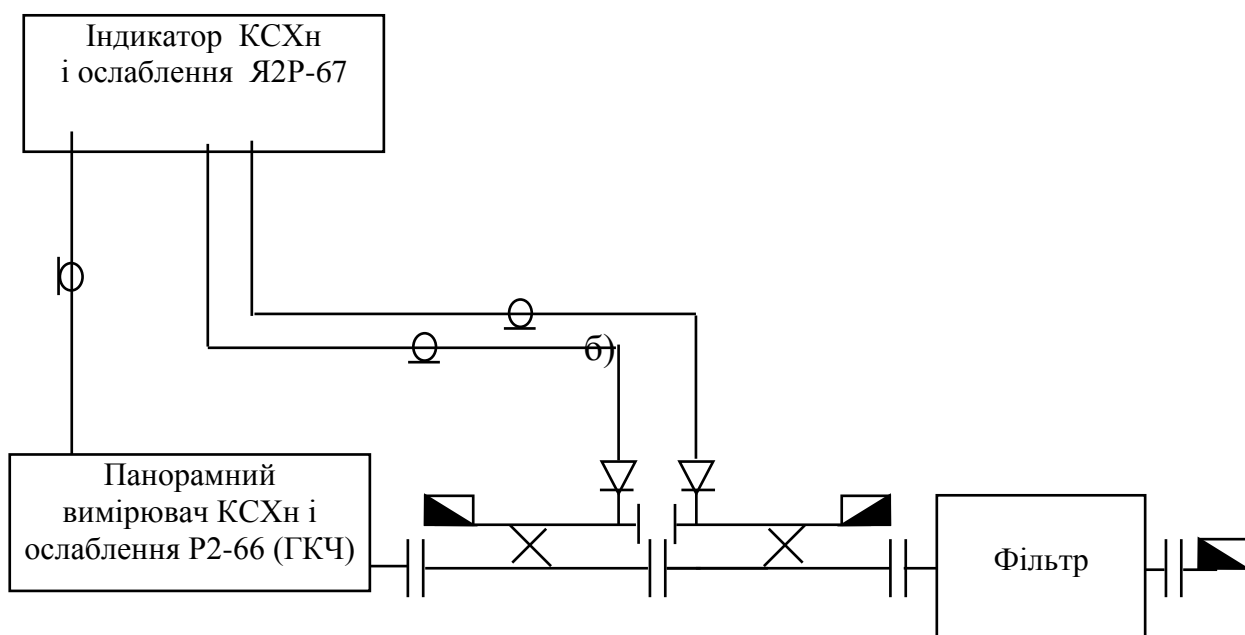 Індикатор КСХн
і ослаблення Я2Р-67
б)
Панорамний
вимірювач КСХн і
ослаблення Р2-66 (ГКЧ)
Фільтр